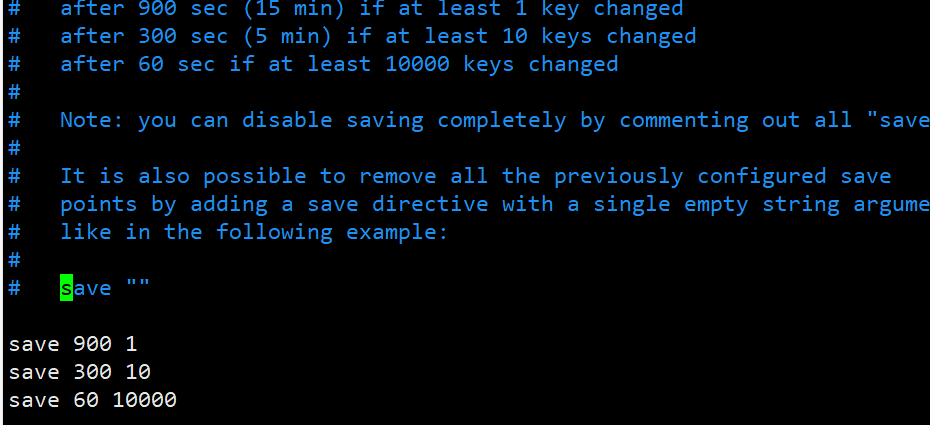 #   after 900 sec (15 min) if at least 1 key changed
#   after 300 sec (5 min) if at least 10 keys changed
#   after 60 sec if at least 10000 keys changed
#
#   Note: you can disable saving completely by commenting out all "save
#
#   It is also possible to remove all the previously configured save
#   points by adding a save directive with a single empty string argume
#   like in the following example:
#
#   save ""
save 900 1
save 300 10
save 60 10000